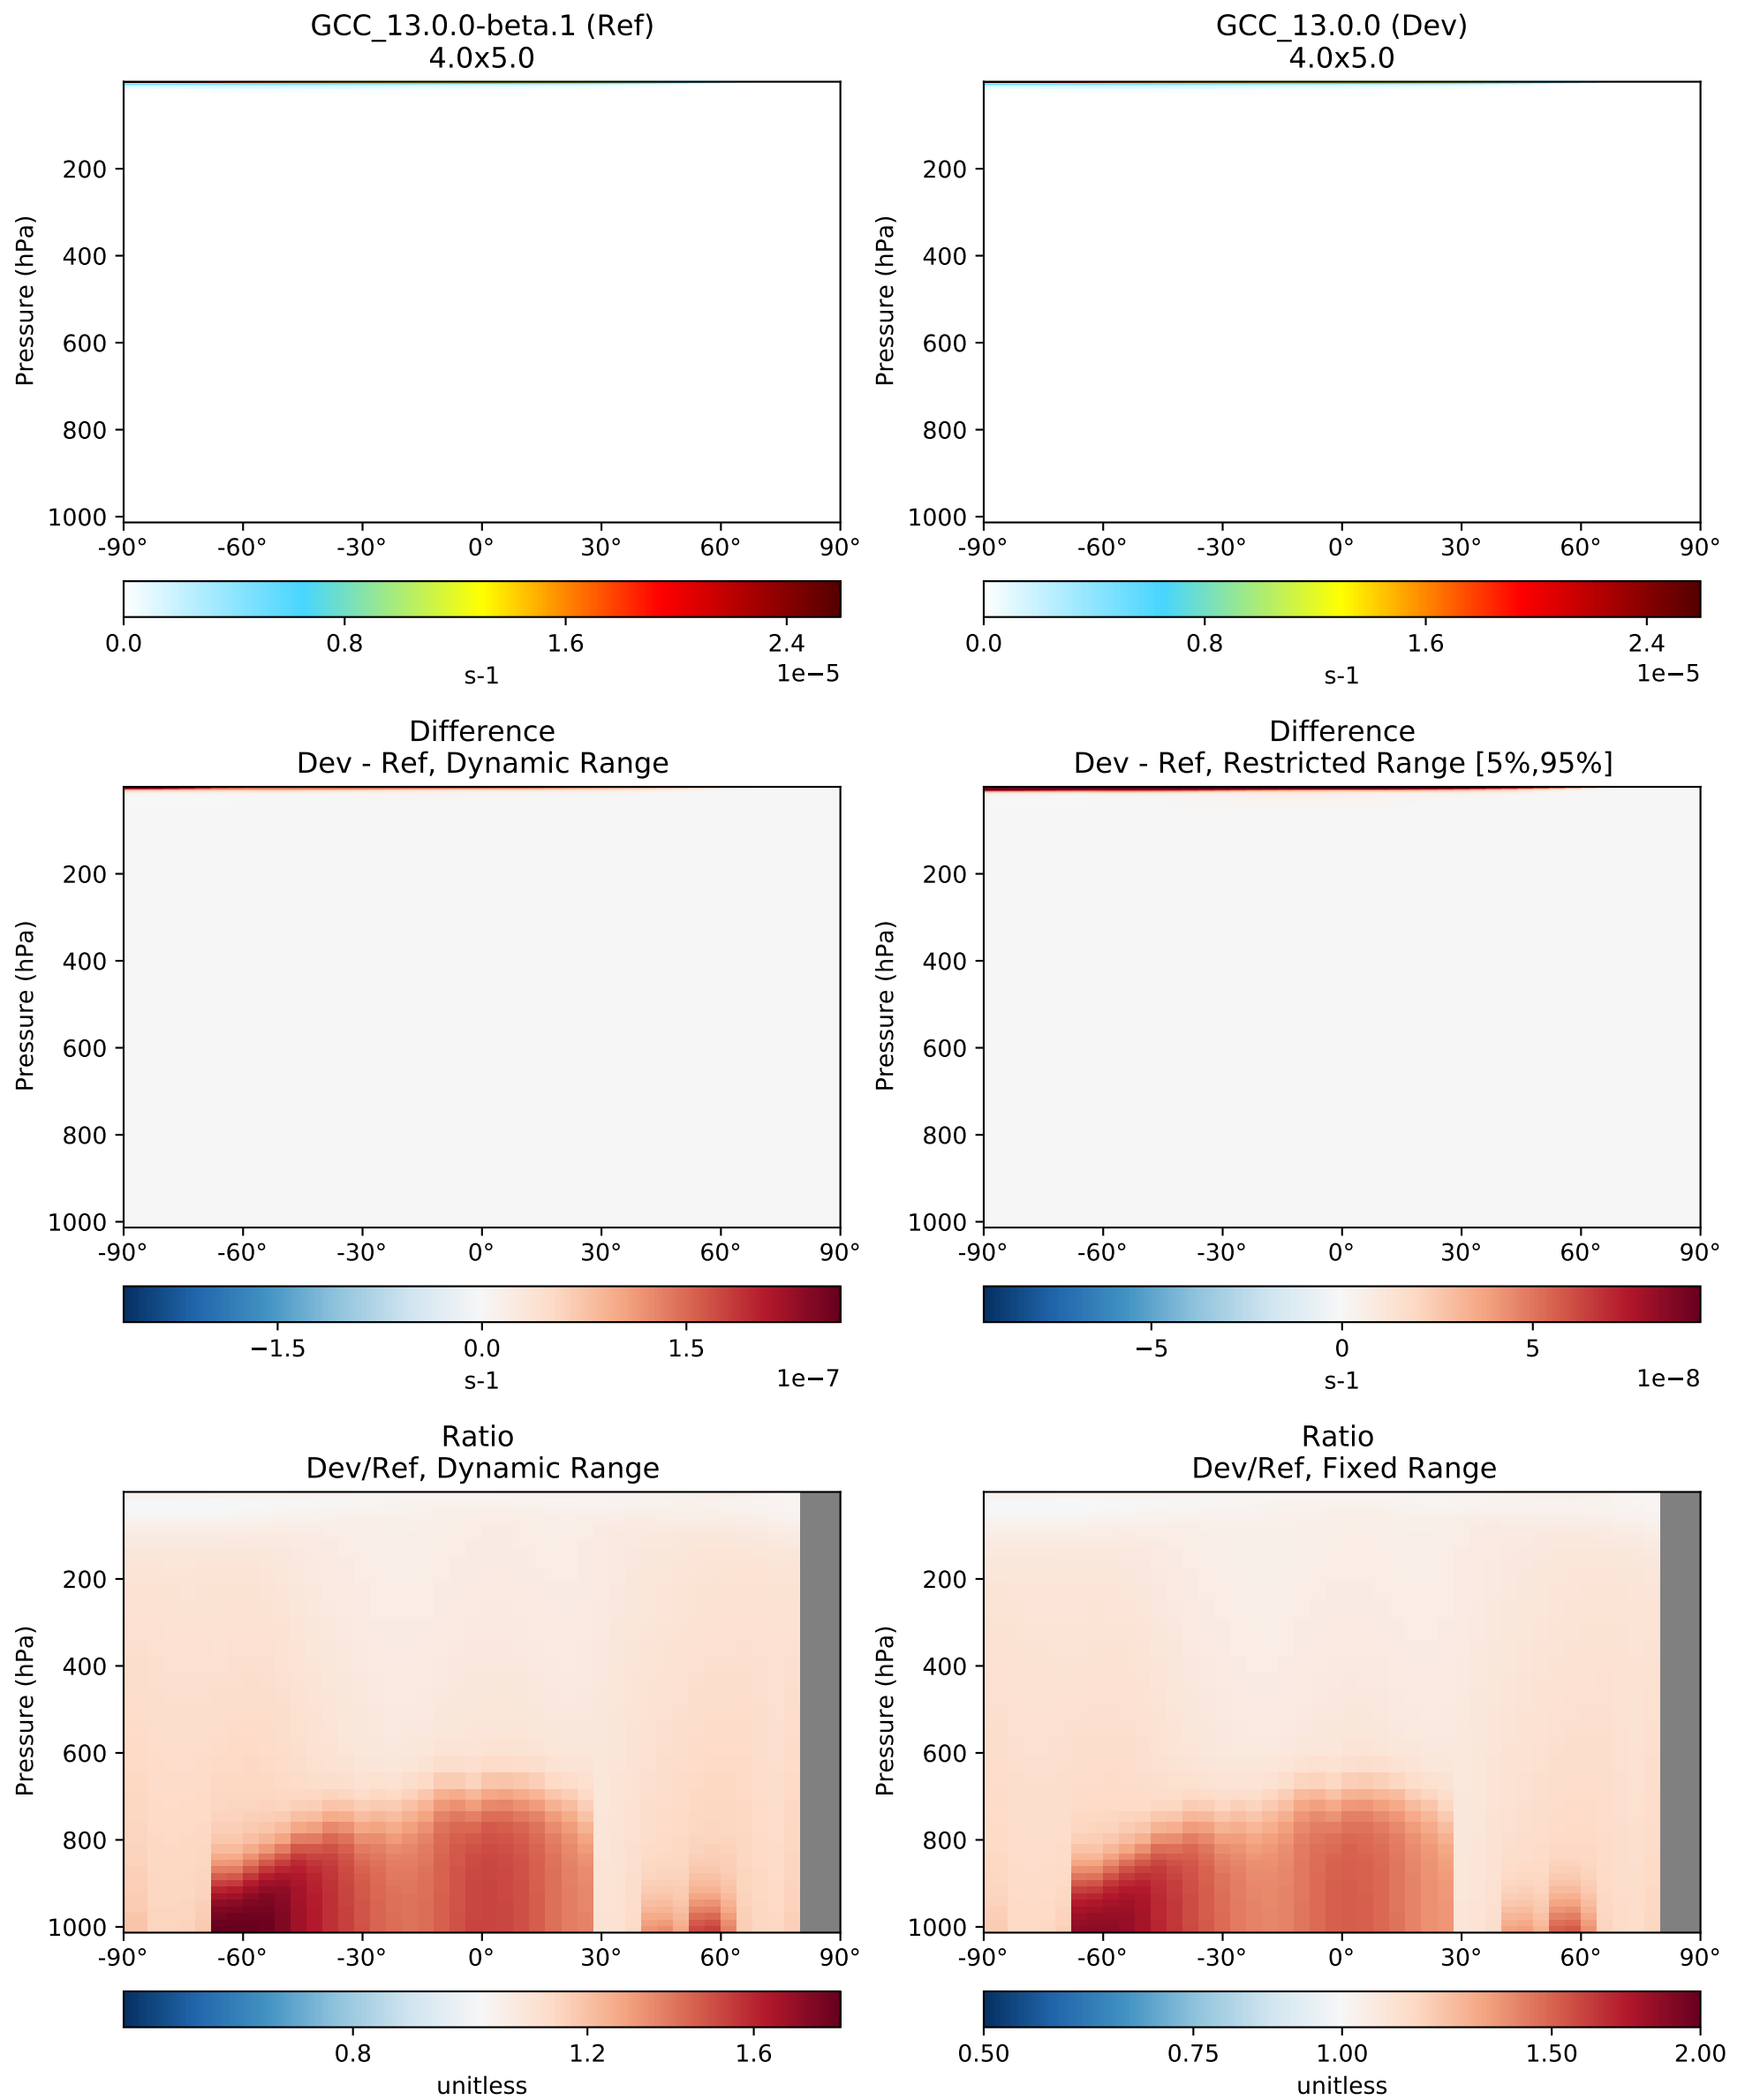 GCC_13.0.0-beta.1 (Ref)
4.0x5.0
Pressure (hPa)
200
400
600
800
1000
-90° -60° -30° 0° 30° 60° 90°
0.0 0.8 1.6 2.4
s-1
1e−5
GCC_13.0.0 (Dev)
4.0x5.0
Pressure (hPa)
200
400
600
800
1000
-90° -60° -30° 0° 30° 60° 90°
0.0 0.8 1.6 2.4
s-1
1e−5
Difference
Dev - Ref, Dynamic Range
Pressure (hPa)
200
400
600
800
1000
-90° -60° -30° 0° 30° 60° 90°
−1.5 0.0 1.5
s-1
1e−7
Difference
Dev - Ref, Restricted Range [5%,95%]
Pressure (hPa)
200
400
600
800
1000
-90° -60° -30° 0° 30° 60° 90°
−5 0 5
s-1
1e−8
Ratio
Dev/Ref, Dynamic Range
Pressure (hPa)
200
400
600
800
1000
-90° -60° -30° 0° 30° 60° 90°
0.8 1.2 1.6
unitless
Ratio
Dev/Ref, Fixed Range
Pressure (hPa)
200
400
600
800
1000
-90° -60° -30° 0° 30° 60° 90°
0.50 0.75 1.00 1.50 2.00
unitless